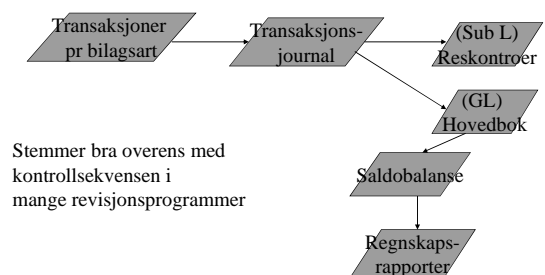 Transaksjoner
pr bilagsart
Transaksjons-
journal
(Sub L)
Reskontroer
(GL)
Hovedbok
Stemmer bra overens med
kontrollsekvensen i
mange revisjonsprogrammer
Saldobalanse
Regnskaps-
rapporter